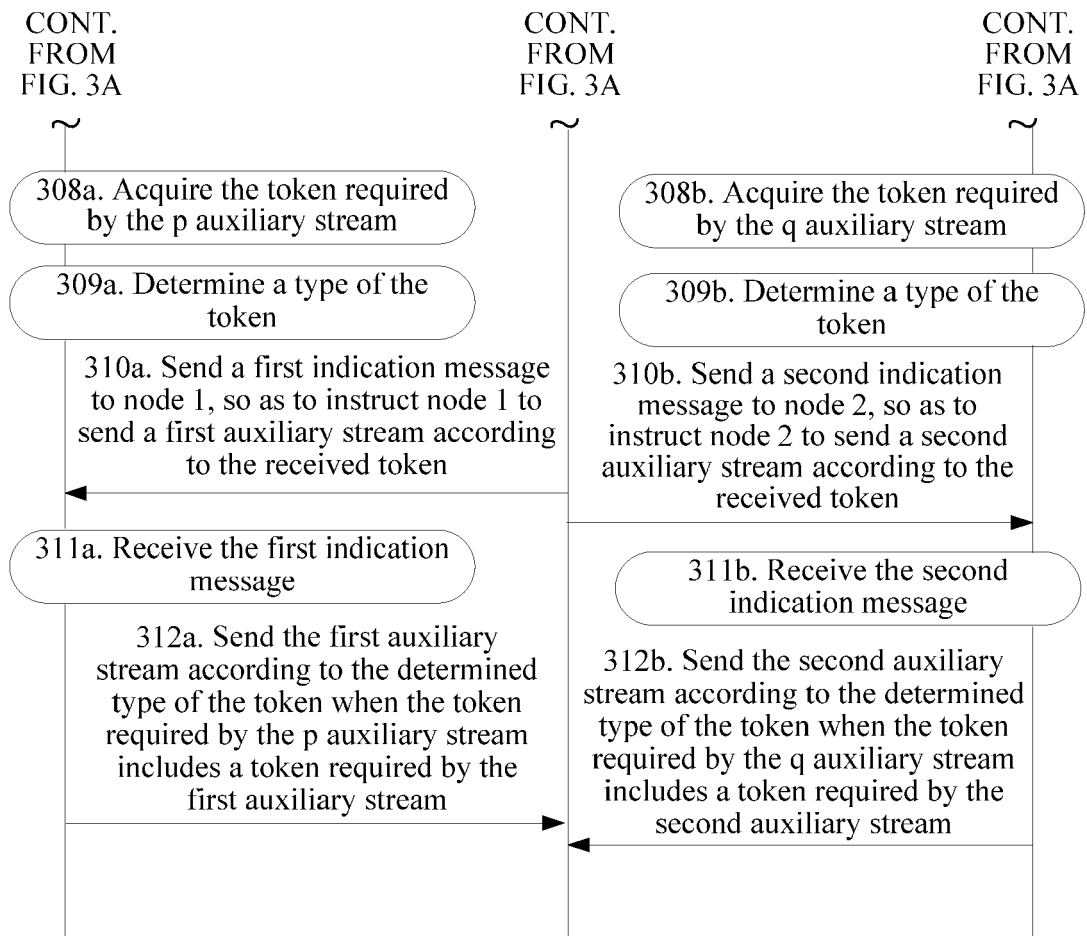 CONT.
FROM
FIG. 3A
CONT.
FROM
FIG. 3A
CONT.
FROM
FIG. 3A
308a. Acquire the token required
by the p auxiliary stream
308b. Acquire the token required
by the q auxiliary stream
309a. Determine a type of the
token
309b. Determine a type of the
token
310a. Send a first indication message
to node 1, so as to instruct node 1 to
send a first auxiliary stream according
to the received token
310b. Send a second indication
message to node 2, so as to
instruct node 2 to send a second
auxiliary stream according to the
received token
311a. Receive the first indication
message
311b. Receive the second
indication message
312a. Send the first auxiliary
stream according to the determined
type of the token when the token
required by the p auxiliary stream
includes a token required by the
first auxiliary stream
312b. Send the second auxiliary
stream according to the determined
type of the token when the token
required by the q auxiliary stream
includes a token required by the
second auxiliary stream